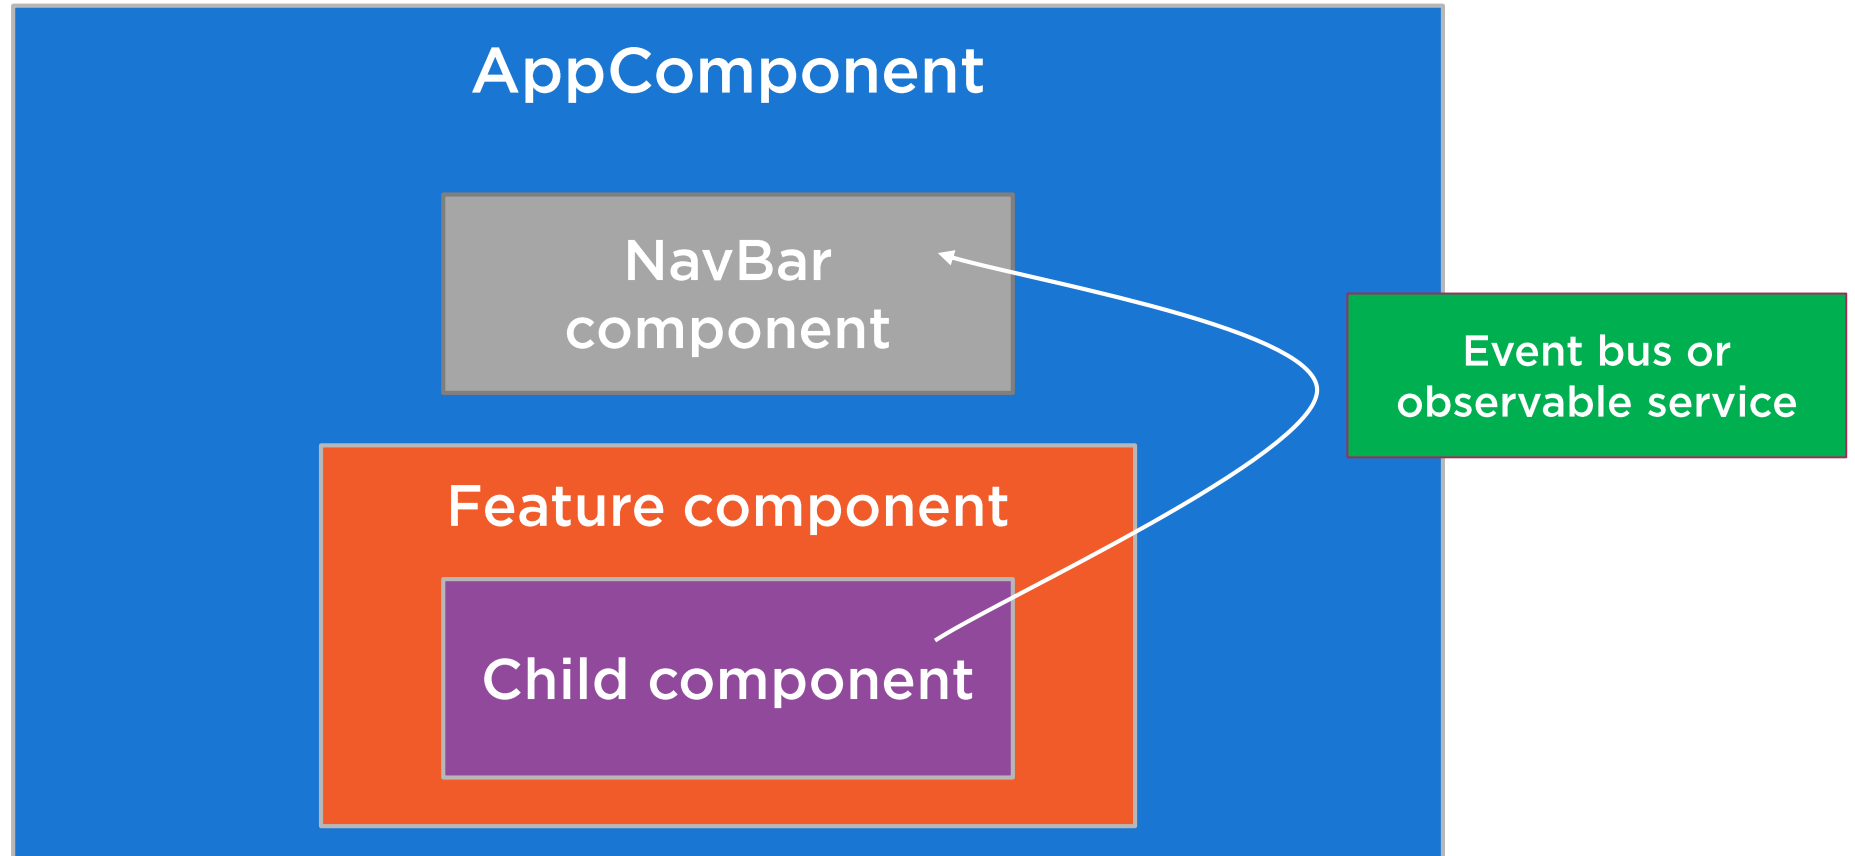 AppComponent
NavBar
component
Event bus or
observable service
Feature component
Child component